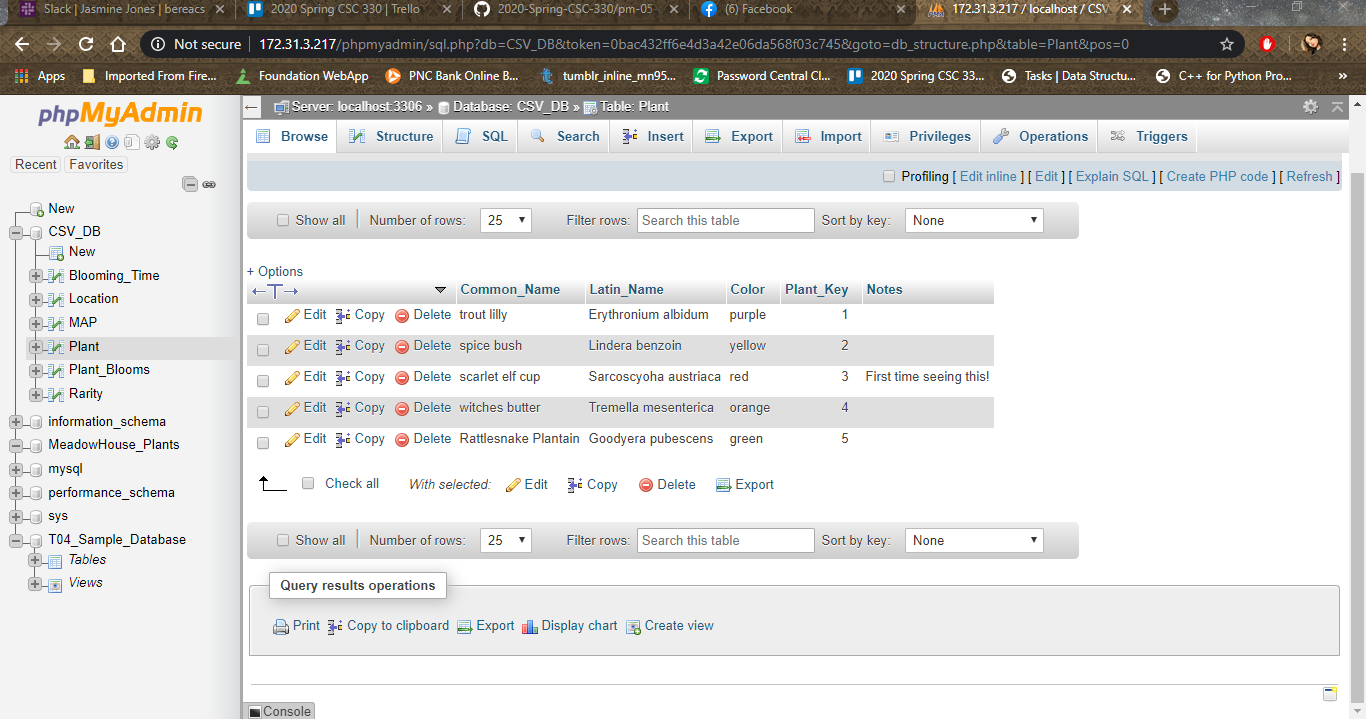 Slack | Jasmine Jones | bereacs
2020 Spring CSC 330 | Trello
2020-Spring-CSC-330/pm-05
(6) Facebook
172.31.3.217 / localhost / CSV
Not secure | 172.31.3.217/phpmyadmin/sql.php?db=CSV_DB&token=0bac432ff6e4d3a42e06da568f03c745&goto=db_structure.php&table=Plant&pos=0
Apps Imported From Fire... Foundation WebApp PNC Bank Online B... tumblr_inline_mn95... Password Central Cl... 2020 Spring CSC 33... Tasks | Data Structu... C++ for Python Pro... »
phpMyAdmin
Recent Favorites
New
CSV_DB
New
Blooming_Time
Location
MAP
Plant
Plant_Blooms
Rarity
information_schema
MeadowHouse_Plants
mysql
performance_schema
sys
T04_Sample_Database
Tables
Views
Server: localhost:3306 » Database: CSV_DB » Table: Plant
Browse Structure SQL Search Insert Export Import Privileges Operations Triggers
Profiling [ Edit inline ] [ Edit ] [ Explain SQL ] [ Create PHP code ] [ Refresh ]
Show all | Number of rows: 25 Filter rows: Search this table Sort by key: None
+ Options
Common_Name Latin_Name Color Plant_Key Notes
Edit Copy Delete trout lilly Erythronium albidum purple 1
Edit Copy Delete spice bush Lindera benzoin yellow 2
Edit Copy Delete scarlet elf cup Sarcoscyoha austriaca red 3 First time seeing this!
Edit Copy Delete witches butter Tremella mesenterica orange 4
Edit Copy Delete Rattlesnake Plantain Goodyera pubescens green 5
Check all With selected: Edit Copy Delete Export
Show all | Number of rows: 25 Filter rows: Search this table Sort by key: None
Query results operations
Print Copy to clipboard Export Display chart Create view
Console